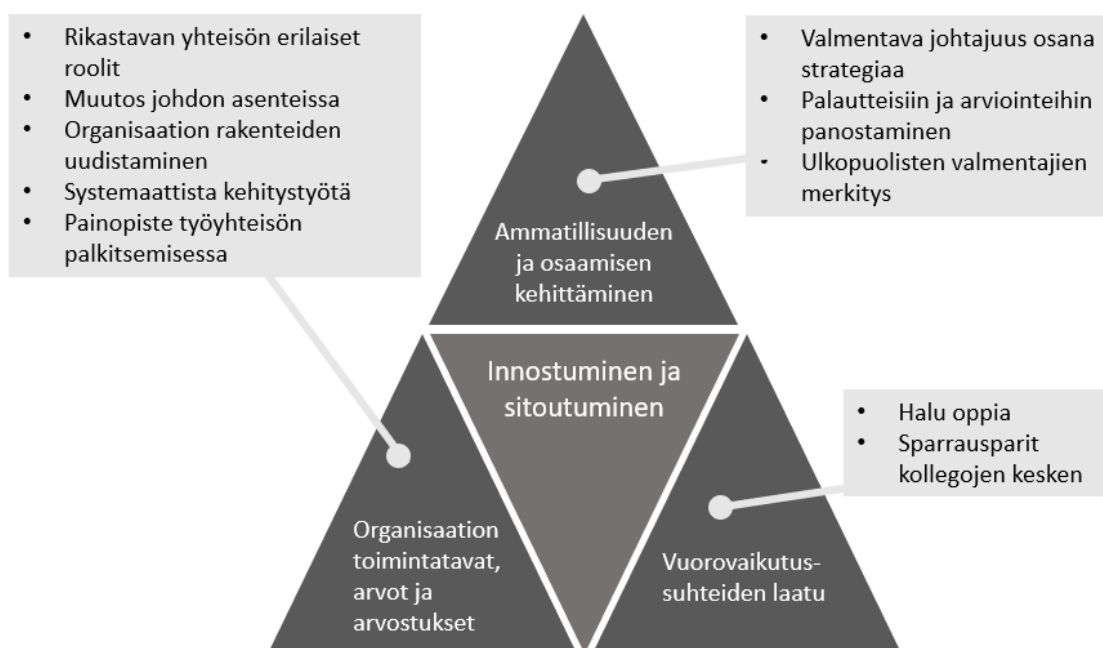 • Rikastavan yhteisön erilaiset
roolit
• Muutos johdon asenteissa
• Organisaation rakenteiden
uudistaminen
• Systemaattista kehitystyötä
• Painopiste työyhteisön
palkitsemisessa
• Valmentava johtajuus osana
strategiaa
• Palautteisiin ja arviointeihin
panostaminen
• Ulkopuolisten valmentajien
merkitys
Ammatillisuuden
ja osaamisen
kehittäminen
Innostuminen ja
sitoutuminen
• Halu oppia
• Sparrausparit
kollegojen kesken
Organisaation
toimintatavat,
arvot ja
arvostukset
Vuorovaikutus-
suhteiden laatu